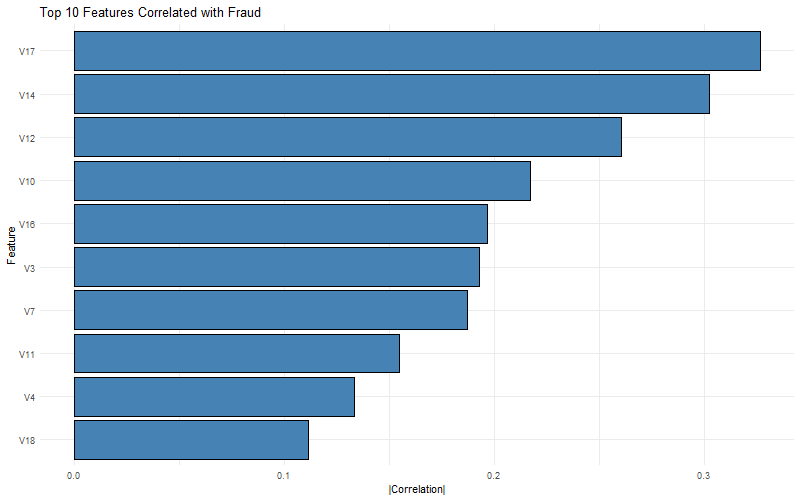 Top 10 Features Correlated with Fraud
V17
V14
V12
V10
V16
V3
V7
V11
V4
V18
Feature
0.0 0.1 0.2 0.3
|Correlation|